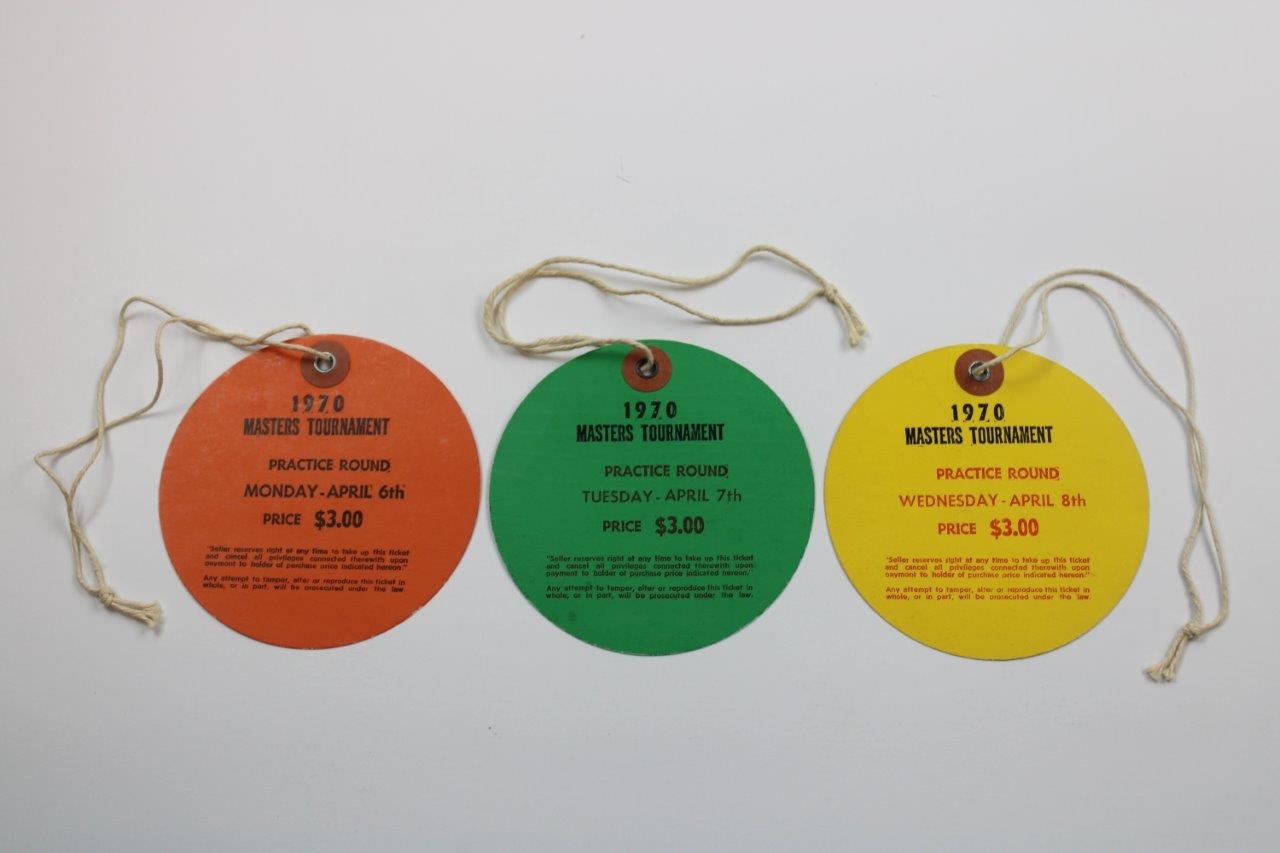 1970
MASTERS TOURNAMENT
PRACTICE ROUND
MONDAY-APRIL 6th
PRICE $3.00
"Seller reserves right at any time to take up this ticket
and cancel all privileges connected therewith upon
payment to holder of purchase price indicated hereon."
Any attempt to tamper, alter or reproduce this ticket in
whole, or in part, will be prosecuted under the law.
1970
MASTERS TOURNAMENT
PRACTICE ROUND
TUESDAY - APRIL 7th
PRICE $3.00
"Seller reserves right at any time to take up this ticket
and cancel all privileges connected therewith upon
payment to holder of purchase price indicated hereon."
Any attempt to tamper, alter or reproduce this ticket in
whole, or in part, will be prosecuted under the law.
1970
MASTERS TOURNAMENT
PRACTICE ROUND
WEDNESDAY - APRIL 8th
PRICE $3.00
"Seller reserves right at any time to take up this ticket
and cancel all privileges connected therewith upon
payment to holder of purchase price indicated hereon."
Any attempt to tamper, alter or reproduce this ticket in
whole, or in part, will be prosecuted under the law.